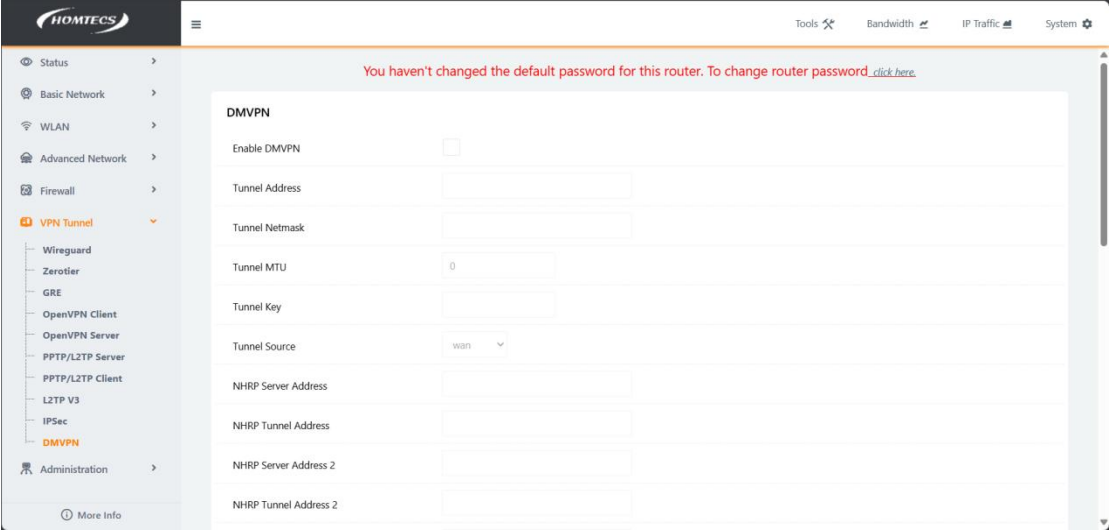 HOMTECS
Tools
Bandwidth
IP Traffic
System
Status
Basic Network
WLAN
Advanced Network
Firewall
VPN Tunnel
Wireguard
Zerotier
GRE
OpenVPN Client
OpenVPN Server
PPTP/L2TP Server
PPTP/L2TP Client
L2TP V3
IPSec
DMVPN
Administration
More Info
You haven't changed the default password for this router. To change router password click here.
DMVPN
Enable DMVPN
Tunnel Address
Tunnel Netmask
Tunnel MTU 0
Tunnel Key
Tunnel Source wan
NHRP Server Address
NHRP Tunnel Address
NHRP Server Address 2
NHRP Tunnel Address 2